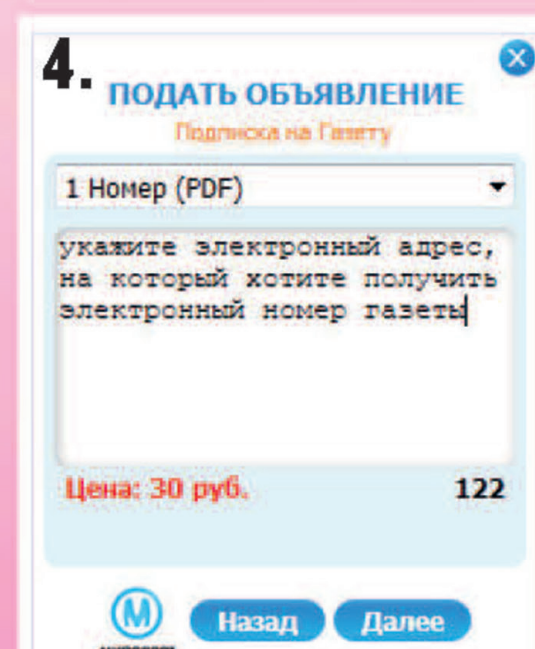 4.
ПОДАТЬ ОБЪЯВЛЕНИЕ
Подписка на Газету
1 Номер (PDF)
укажите электронный адрес,
на который хотите получить
электронный номер газеты
Цена: 30 руб.
122
М
Назад
Далее